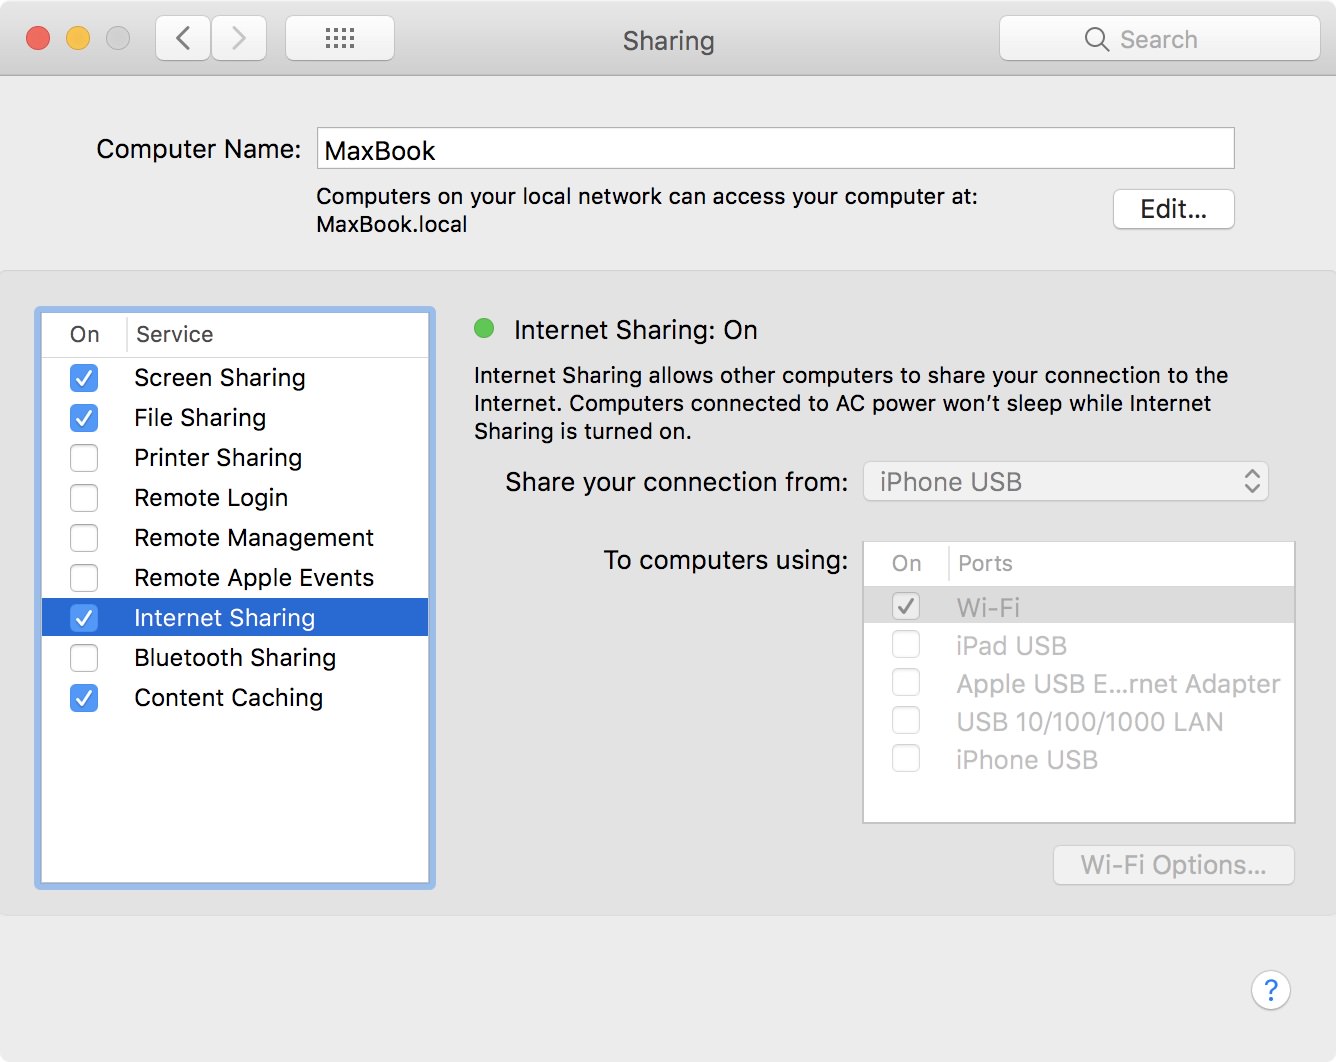 Sharing
Search
Computer Name:
MaxBook
Computers on your local network can access your computer at:
MaxBook.local
Edit...
On
Service
Screen Sharing
File Sharing
Printer Sharing
Remote Login
Remote Management
Remote Apple Events
Internet Sharing
Bluetooth Sharing
Content Caching
Internet Sharing: On
Internet Sharing allows other computers to share your connection to the
Internet. Computers connected to AC power won’t sleep while Internet
Sharing is turned on.
Share your connection from:
iPhone USB
To computers using:
On
Ports
Wi-Fi
iPad USB
Apple USB E...rnet Adapter
USB 10/100/1000 LAN
iPhone USB
Wi-Fi Options...
?